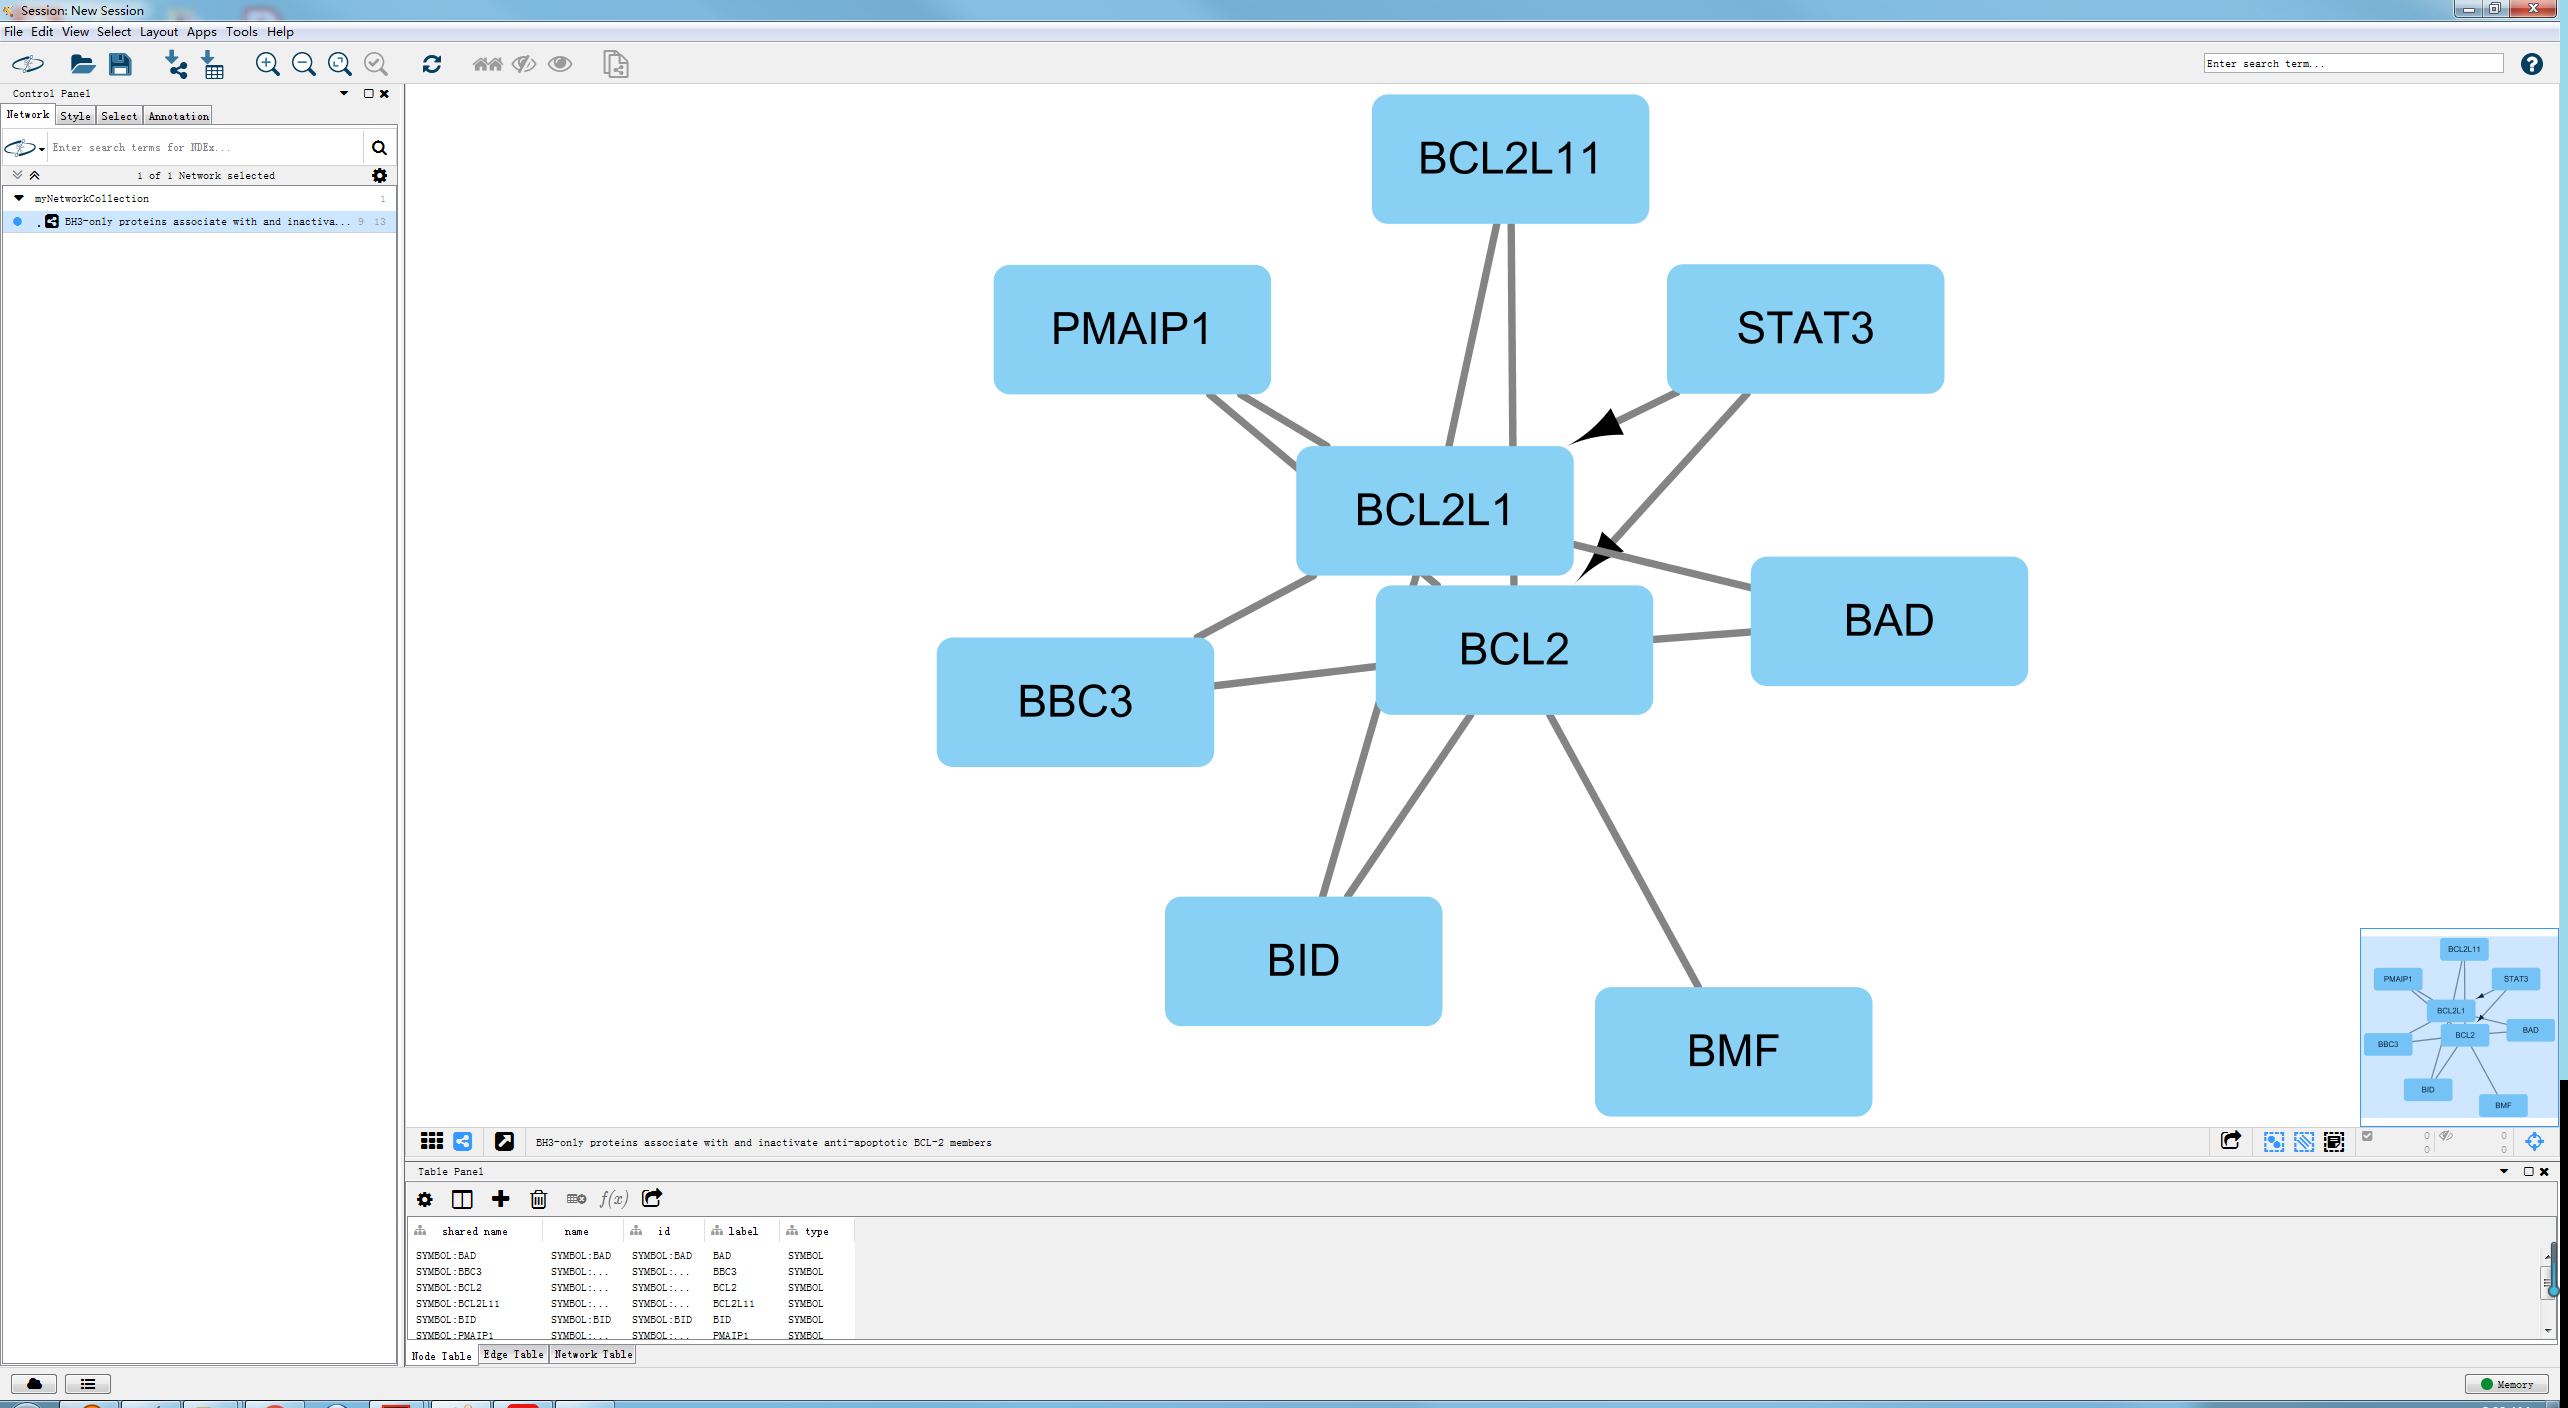 Session: New Session
File Edit View Select Layout Apps Tools Help
Enter search term...
Control Panel
Network Style Select Annotation
Enter search terms for NDEx...
1 of 1 Network selected
myNetworkCollection 1
BH3-only proteins associate with and inactiva... 9 13
BCL2L11
PMAIP1
STAT3
BCL2L1
BAD
BCL2
BBC3
BID
BMF
BCL2L11
PMAIP1 STAT3
BCL2L1
BCL2 BAD
BBC3
BID
BMF
BH3-only proteins associate with and inactivate anti-apoptotic BCL-2 members
0 0
0 0
Table Panel
f(x)
shared name name id label type
SYMBOL:BAD SYMBOL:BAD SYMBOL:BAD BAD SYMBOL
SYMBOL:BBC3 SYMBOL:... SYMBOL:... BBC3 SYMBOL
SYMBOL:BCL2 SYMBOL:... SYMBOL:... BCL2 SYMBOL
SYMBOL:BCL2L11 SYMBOL:... SYMBOL:... BCL2L11 SYMBOL
SYMBOL:BID SYMBOL:BID SYMBOL:BID BID SYMBOL
SYMBOL:PMAIP1 SYMBOL:... SYMBOL:... PMAIP1 SYMBOL
Node Table Edge Table Network Table
Memory